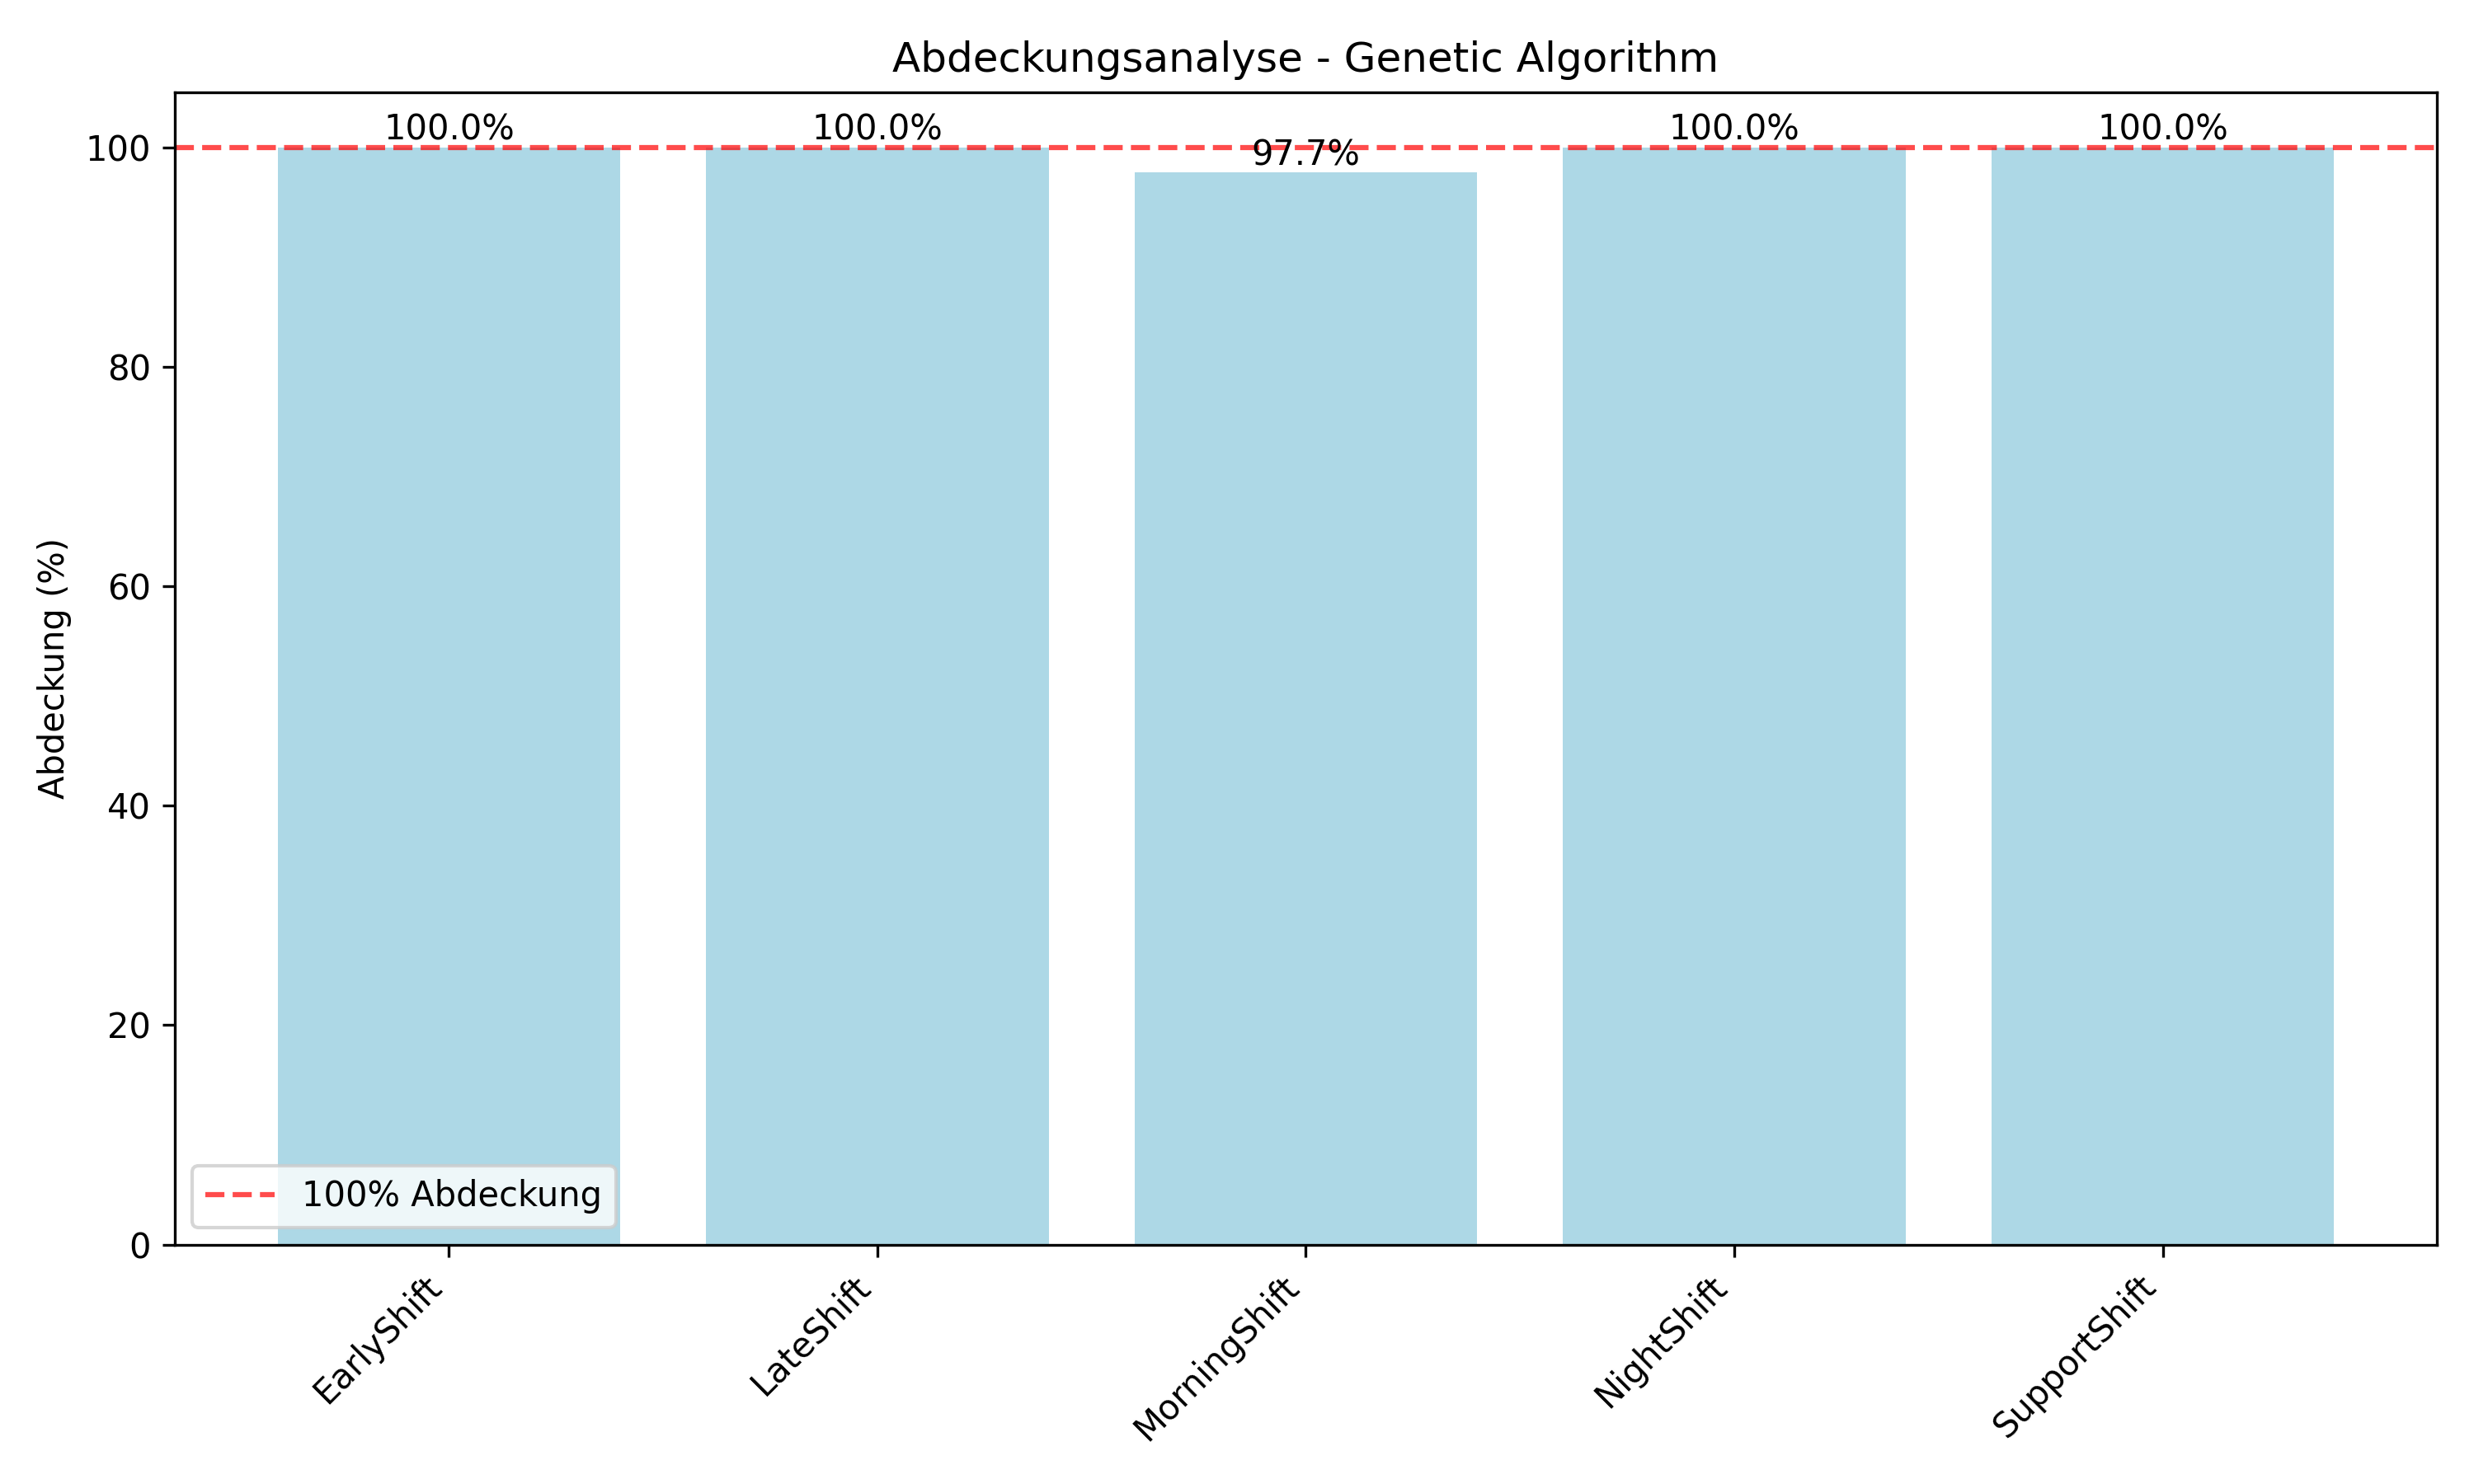 Abdeckungsanalyse - Genetic Algorithm
100.0%
100.0%
97.7%
100.0%
100.0%
100
80
60
40
20
0
Abdeckung (%)
100% Abdeckung
EarlyShift
LateShift
MorningShift
NightShift
SupportShift